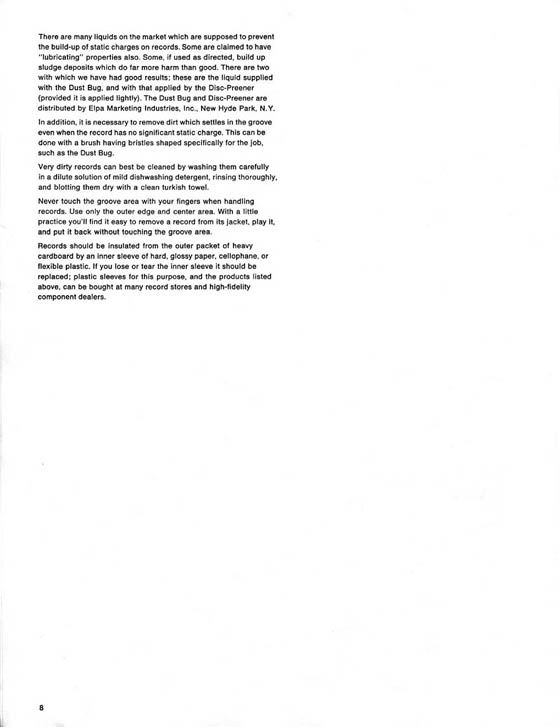 There are many liquids on the market which are supposed to prevent
the build-up of static charges on records. Some are claimed to have
"lubricating" properties also. Some, if used as directed, build up
sludge deposits which do far more harm than good. There are two
with which we have had good results; these are the liquid supplied
with the Dust Bug, and with that applied by the Disc-Preener
(provided it is applied lightly). The Dust Bug and Disc-Preener are
distributed by Elpa Marketing Industries, Inc., New Hyde Park, N.Y.
In addition, it is necessary to remove dirt which settles in the groove
even when the record has no significant static charge. This can be
done with a brush having bristles shaped specifically for the job,
such as the Dust Bug.
Very dirty records can best be cleaned by washing them carefully
in a dilute solution of mild dishwashing detergent, rinsing thoroughly,
and blotting them dry with a clean turkish towel.
Never touch the groove area with your fingers when handling
records. Use only the outer edge and center area. With a little
practice you'll find it easy to remove a record from its jacket, play it,
and put it back without touching the groove area.
Records should be insulated from the outer packet of heavy
cardboard by an inner sleeve of hard, glossy paper, cellophane, or
flexible plastic. If you lose or tear the inner sleeve it should be
replaced; plastic sleeves for this purpose, and the products listed
above, can be bought at many record stores and high-fidelity
component dealers.
8